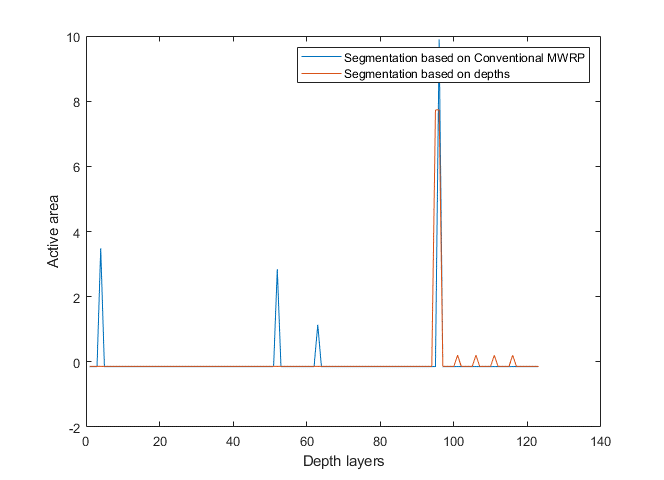 Segmentation based on Conventional MWRP
Segmentation based on depths
10
8
6
4
2
0
-2
Active area
0 20 40 60 80 100 120 140
Depth layers